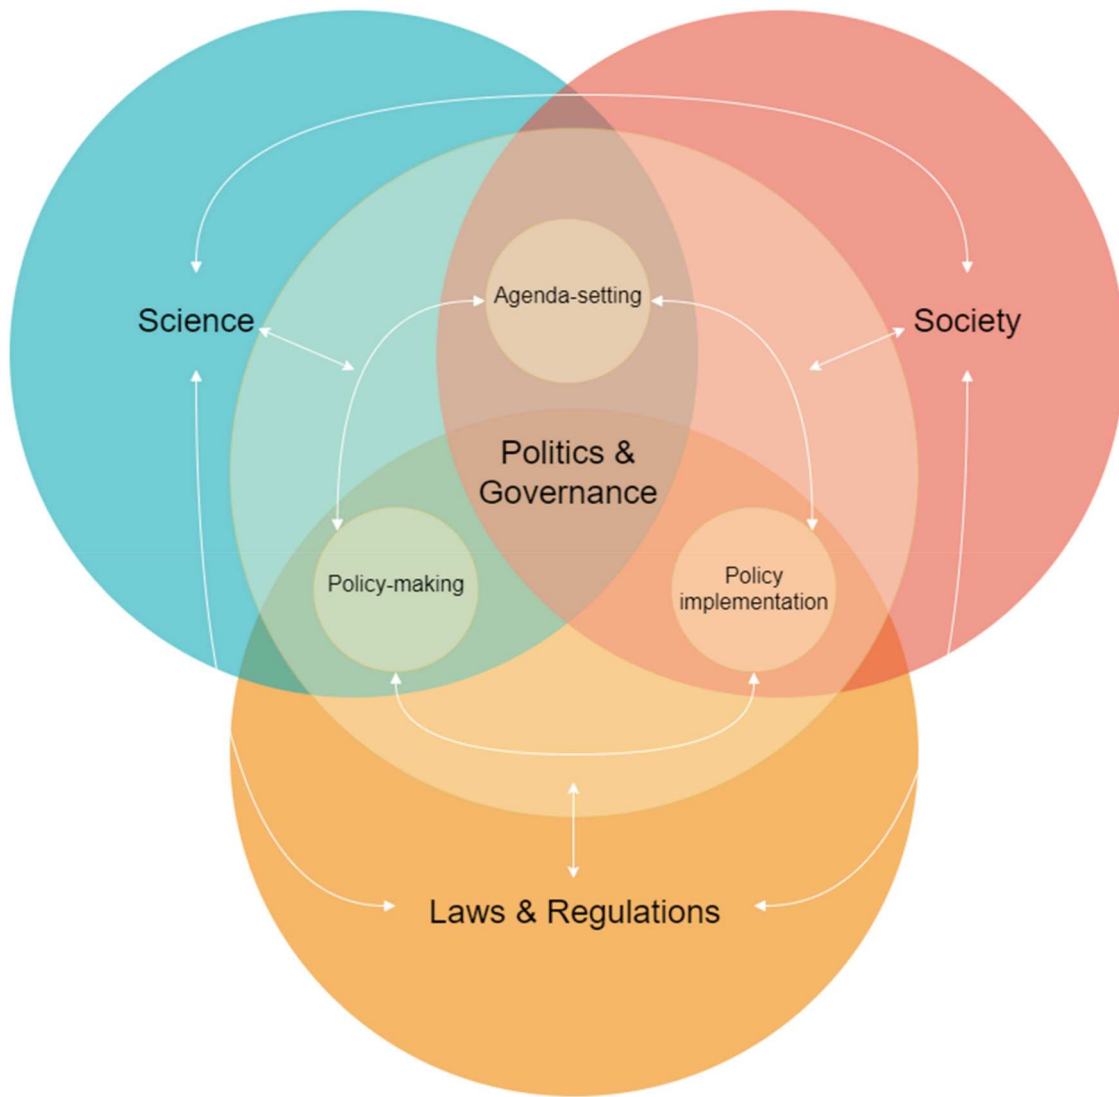 Agenda-setting
Science
Society
Politics &
Governance
Policy-making
Policy
implementation
Laws & Regulations